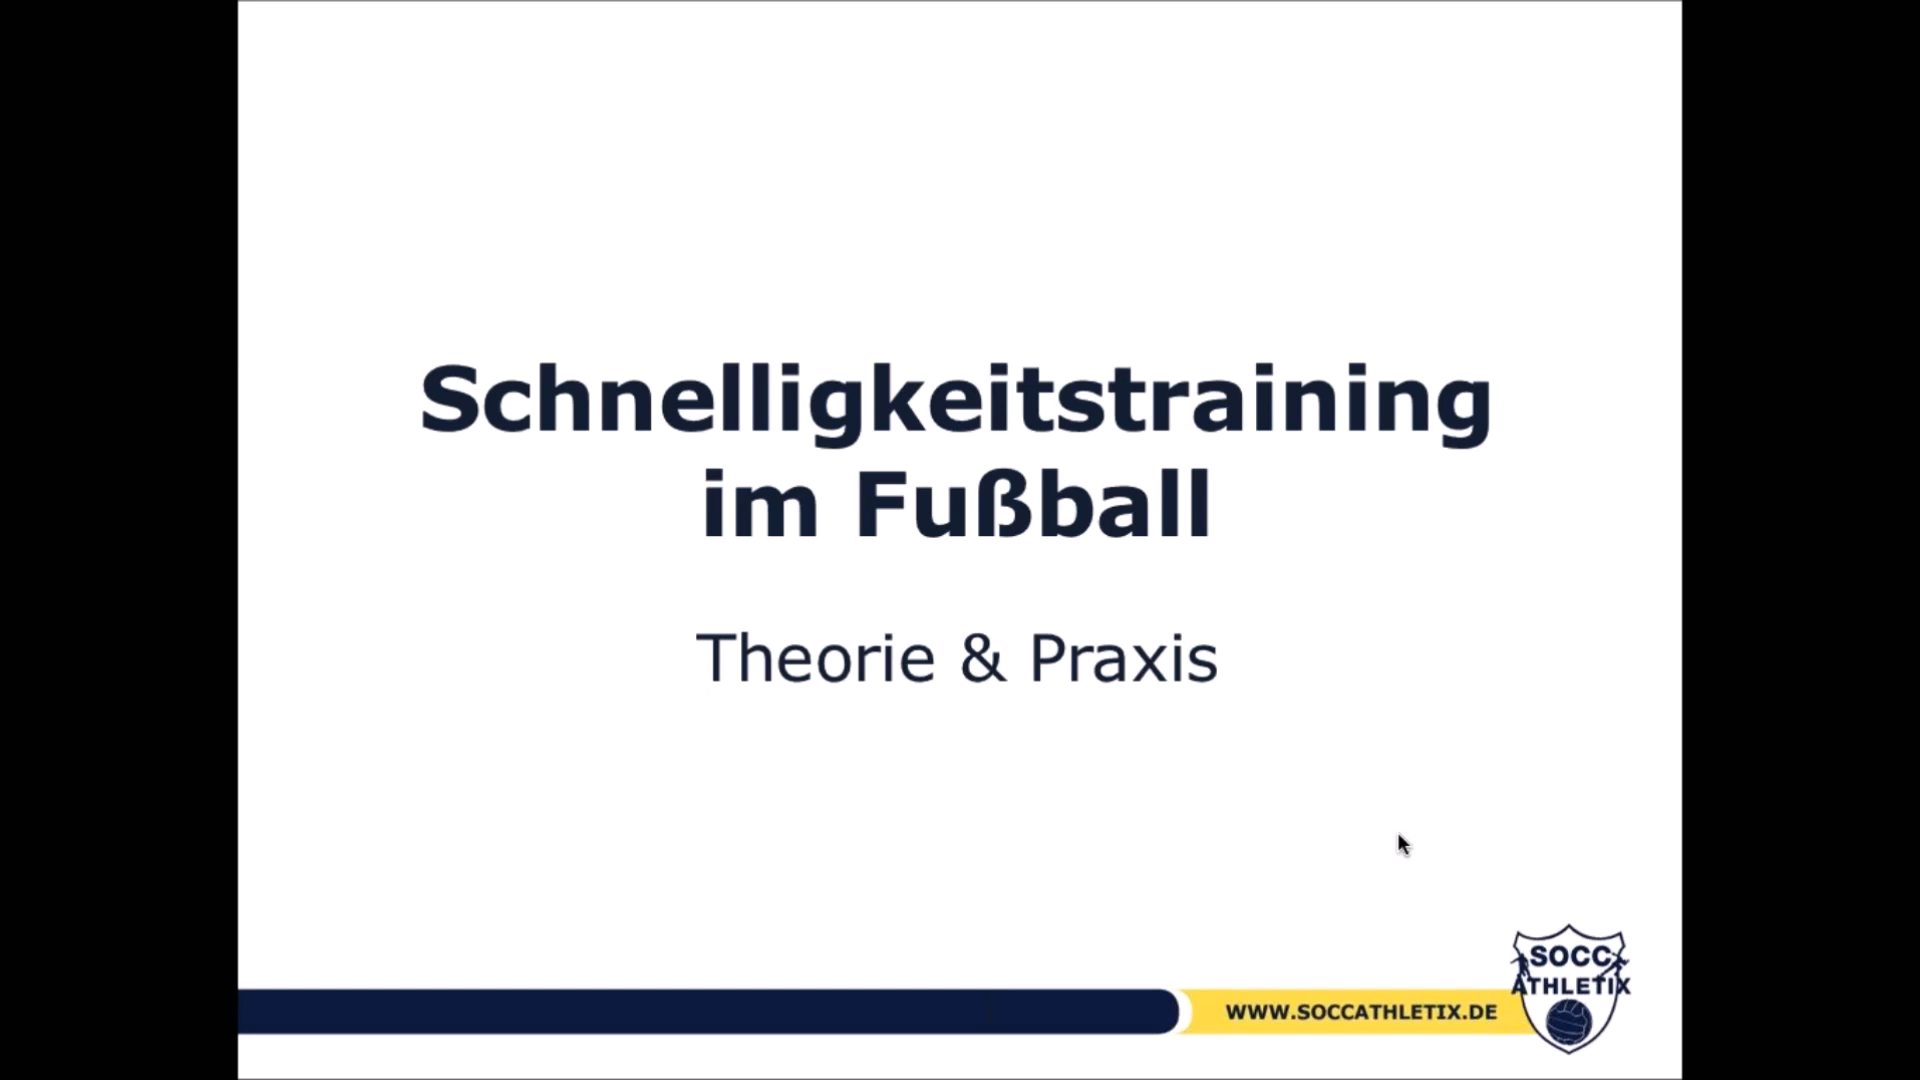 Schnelligkeitstraining
im Fußball
Theorie & Praxis
WWW.SOCCATHLETIX.DE
SOCC
ATHLETIX